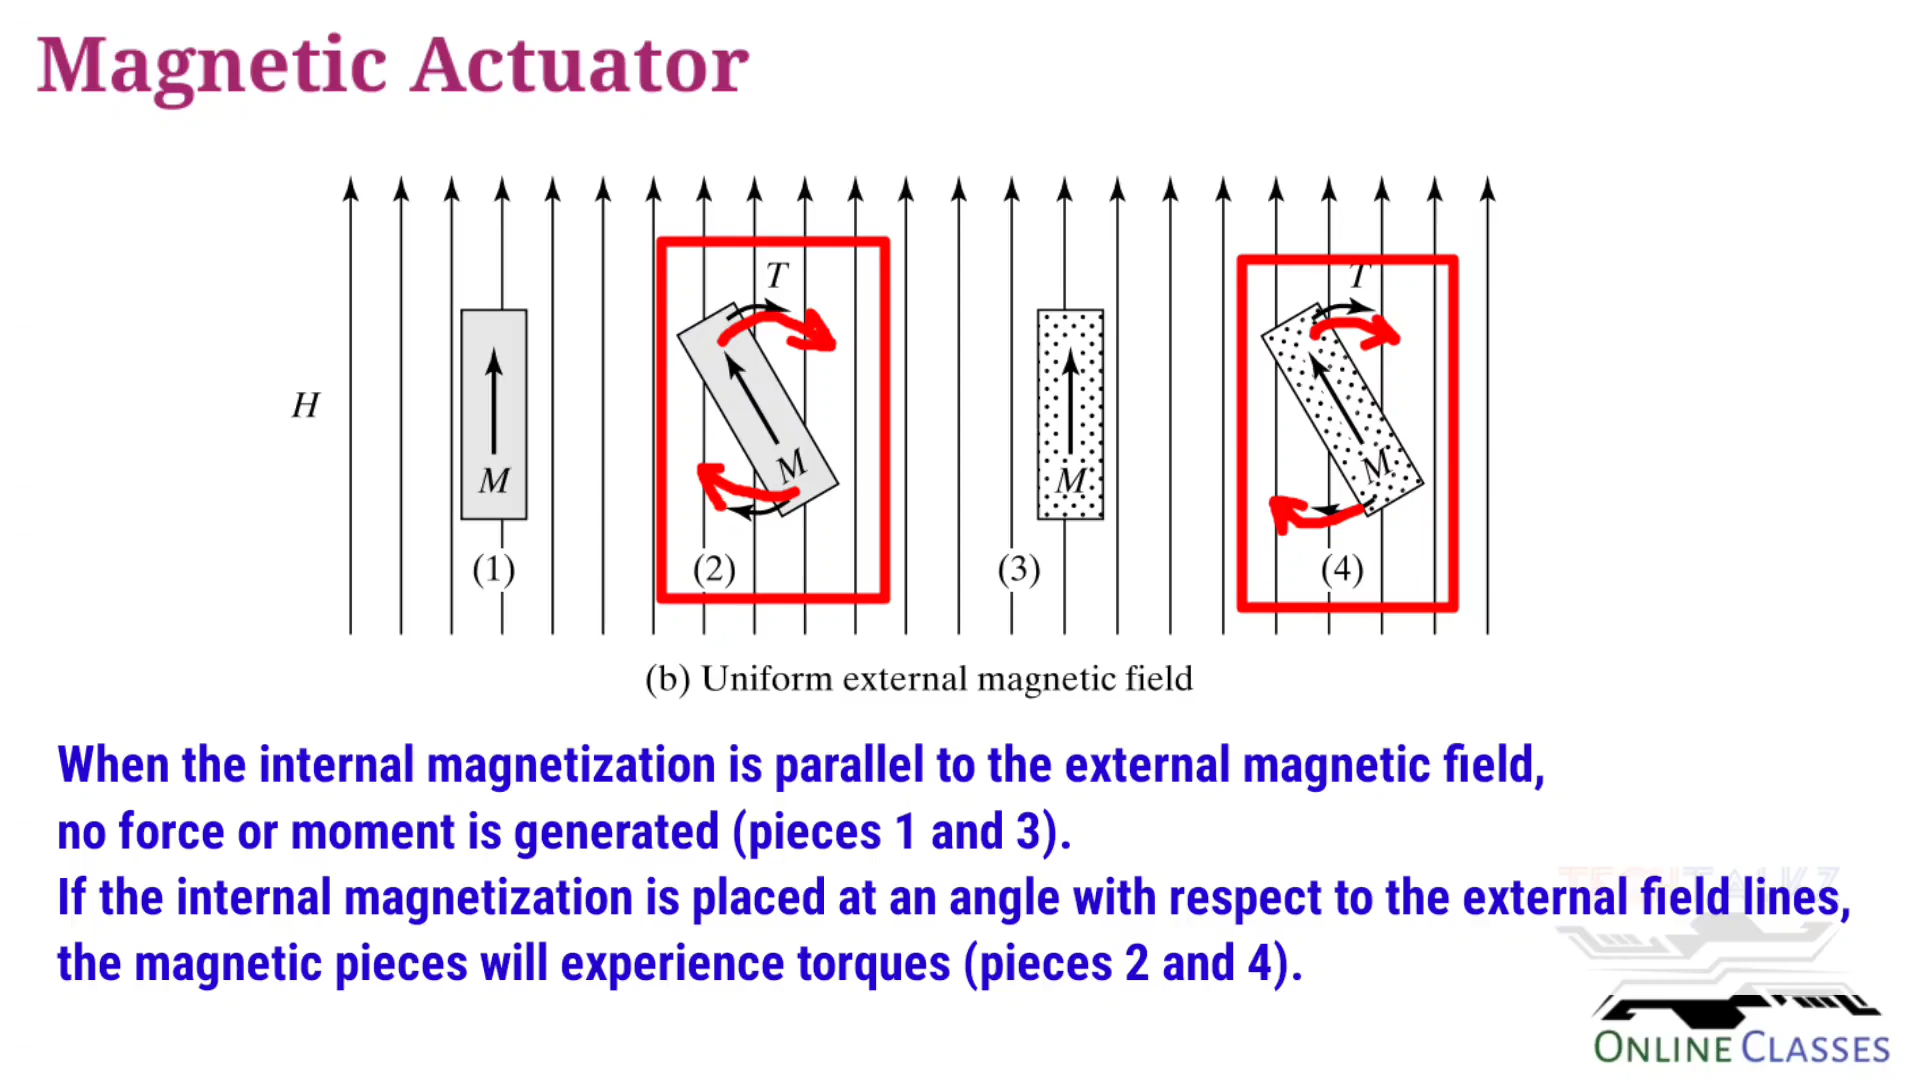 Magnetic Actuator
T
T
H
M
M
M
M
(1)
(2)
(3)
(4)
(b) Uniform external magnetic field
When the internal magnetization is parallel to the external magnetic field,
no force or moment is generated (pieces 1 and 3).
If the internal magnetization is placed at an angle with respect to the external field lines,
the magnetic pieces will experience torques (pieces 2 and 4).
ONLINE CLASSES